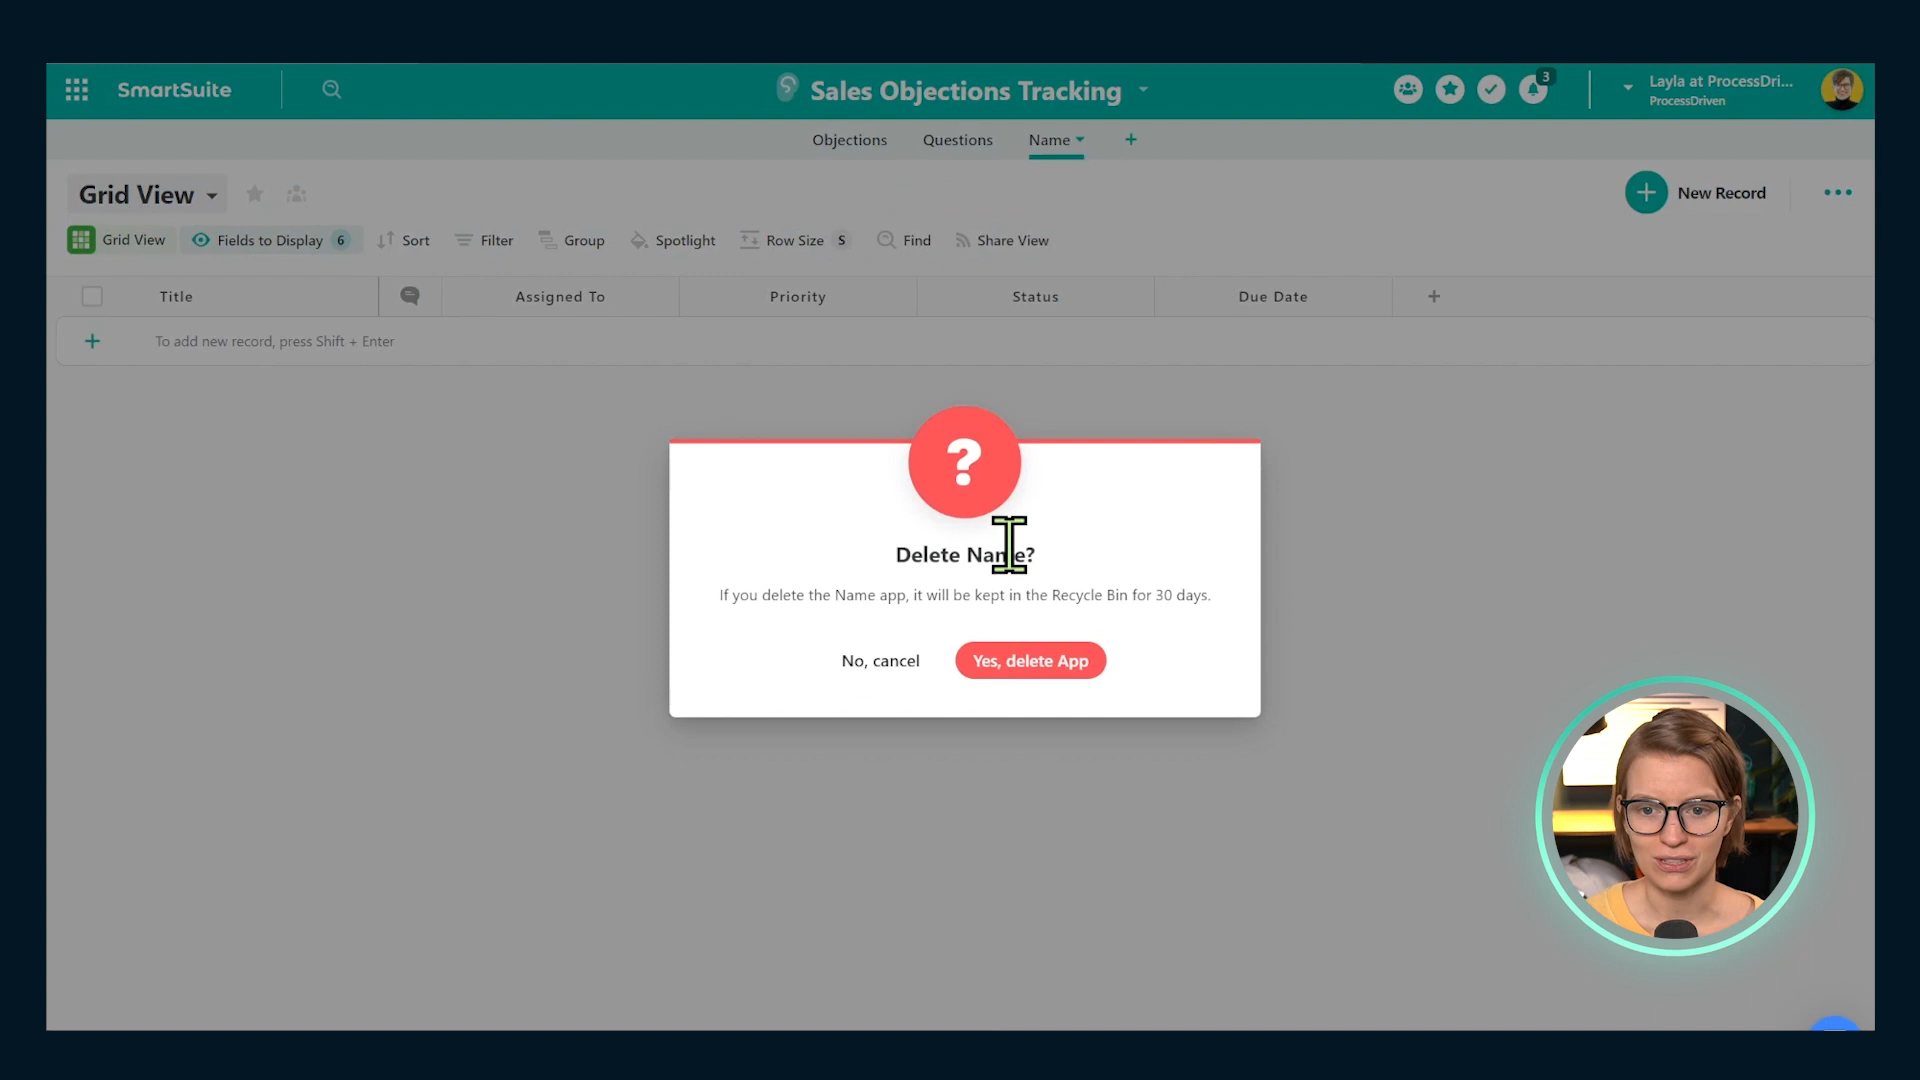 SmartSuite
Sales Objections Tracking
3
Layla at ProcessDri...
ProcessDriven
Objections
Questions
Name
Grid View
New Record
Grid View
Fields to Display 6
Sort
Filter
Group
Spotlight
Row Size S
Find
Share View
Title
Assigned To
Priority
Status
Due Date
To add new record, press Shift + Enter
?
Delete Name?
If you delete the Name app, it will be kept in the Recycle Bin for 30 days.
No, cancel
Yes, delete App